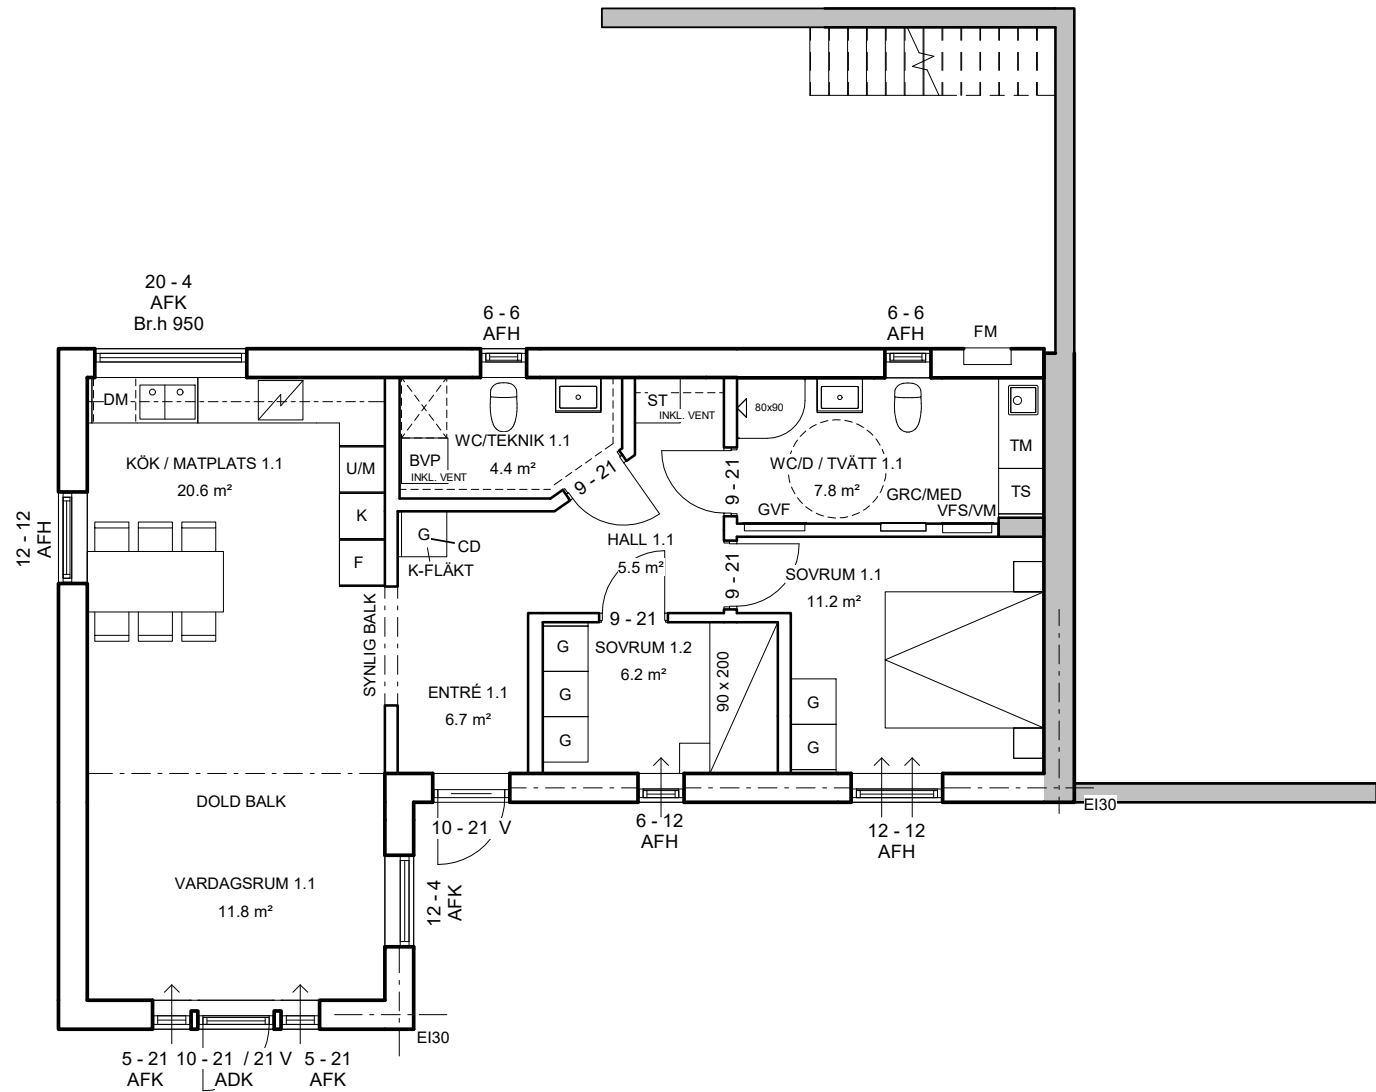 20 - 4
AFK
Br.h 950
6 - 6
AFH
6 - 6
AFH
FM
DM
ST
INKL. VENT
80x90
WC/TEKNIK 1.1
4.4 m²
BVP
INKL. VENT
KÖK / MATPLATS 1.1
20.6 m²
U/M
K
F
9 - 21
9 - 21
WC/D / TVÄTT 1.1
7.8 m²
TM
TS
GRC/MED
GVF
VFS/VM
12 - 12
AFH
G
CD
K-FLÄKT
HALL 1.1
5.5 m²
9 - 21
SOVRUM 1.1
11.2 m²
9 - 21
SOVRUM 1.2
6.2 m²
SYNLIG BALK
G
G
G
90 x 200
ENTRÉ 1.1
6.7 m²
G
G
DOLD BALK
10 - 21 V
6 - 12
AFH
12 - 12
AFH
EI30
VARDAGSRUM 1.1
11.8 m²
12 - 4
AFK
EI30
5 - 21 10 - 21 / 21 V 5 - 21
AFK ADK AFK